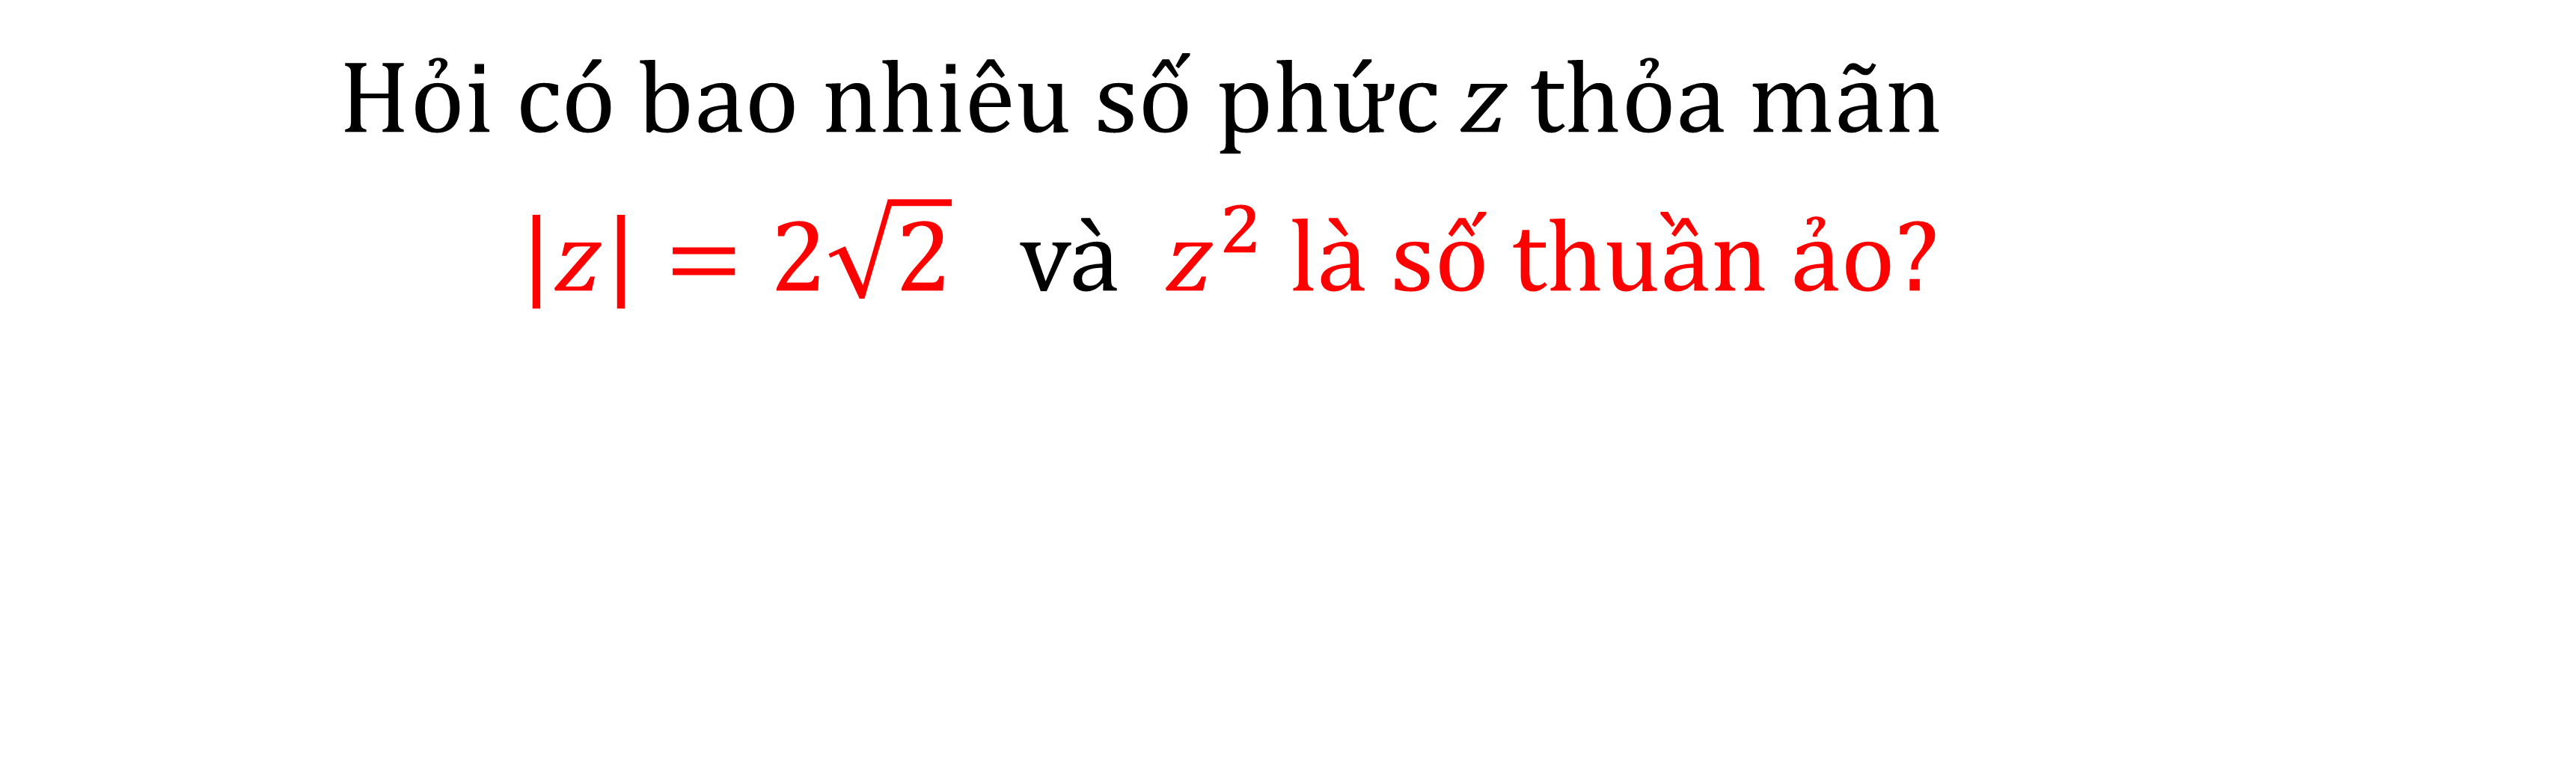 Hỏi có bao nhiêu số phức z thỏa mãn
|z| = 2√2 và z² là số thuần ảo?